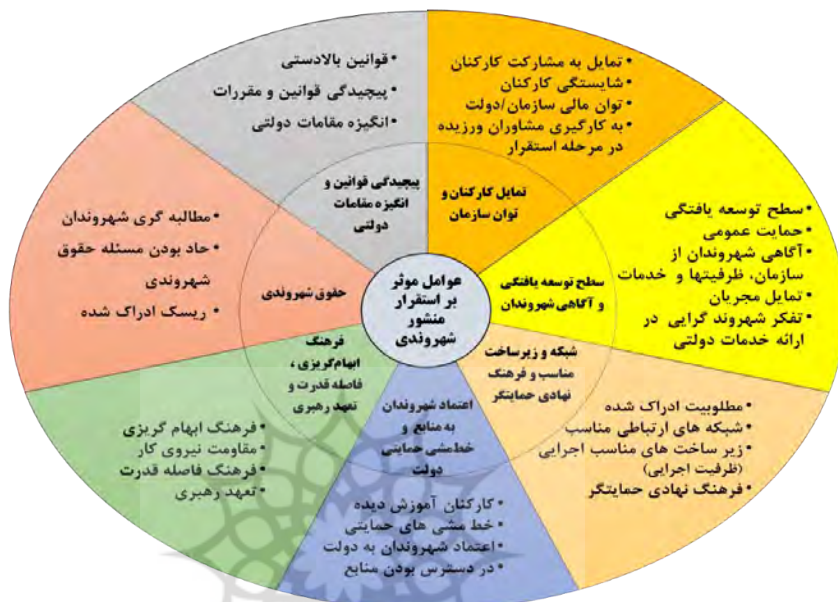 عوامل موثر
بر استقرار
منشور
شهروندی
تمایل کارکنان و
توان سازمان
• تمایل به مشارکت کارکنان
• شایستگی کارکنان
• توان مالی سازمان/دولت
• به کارگیری مشاوران ورزیده
در مرحله استقرار
سطح توسعه یافتگی
و آگاهی شهروندان
• سطح توسعه یافتگی
• حمایت عمومی
• آگاهی شهروندان از
سازمان، ظرفیتها و خدمات
• تمایل مجریان
• تفکر شهروند گرایی در
ارائه خدمات دولتی
شبکه و زیرساخت
مناسب و فرهنگ
نهادی حمایتگر
• مطلوبیت ادراک شده
• شبکه های ارتباطی مناسب
• زیر ساخت های مناسب اجرایی
(ظرفیت اجرایی)
• فرهنگ نهادی حمایتگر
اعتماد شهروندان
به منابع و
خط مشی حمایتی
دولت
• کارکنان آموزش دیده
• خط مشی های حمایتی
• اعتماد شهروندان به دولت
• در دسترس بودن منابع
فرهنگ
ابهام‌گریزی ،
فاصله قدرت و
تعهد رهبری
• فرهنگ ابهام گریزی
• مقاومت نیروی کار
• فرهنگ فاصله قدرت
• تعهد رهبری
حقوق شهروندی
• مطالبه گری شهروندان
• حاد بودن مسئله حقوق
شهروندی
• ریسک ادراک شده
پیچیدگی قوانین و
انگیزه مقامات
دولتی
• قوانین بالادستی
• پیچیدگی قوانین و مقررات
• انگیزه مقامات دولتی